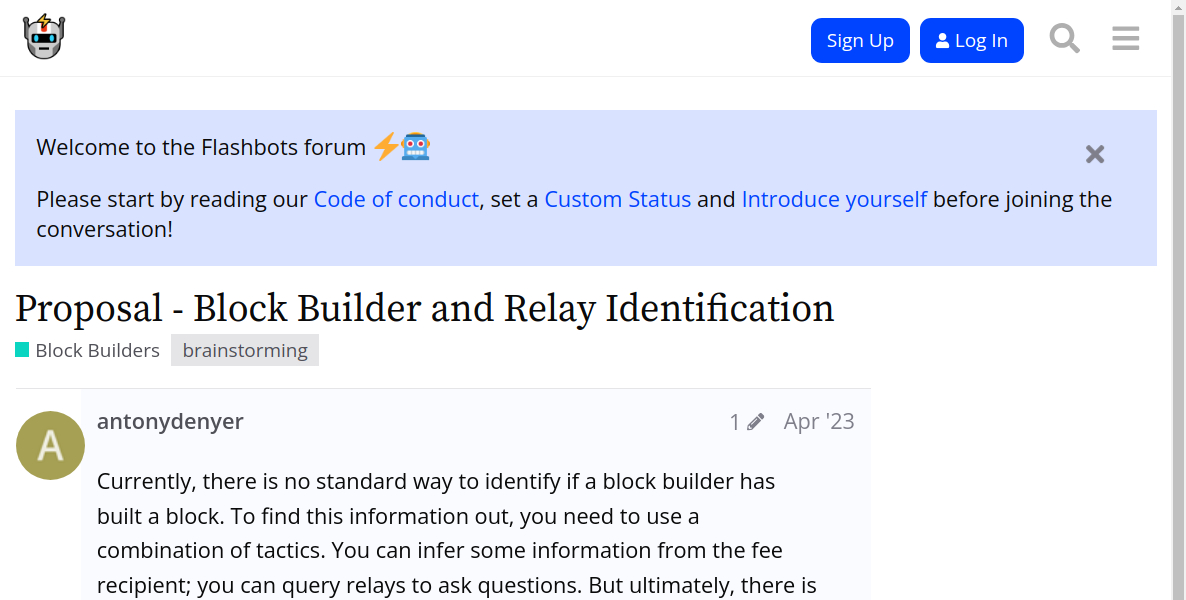 Sign Up
Log In
Welcome to the Flashbots forum
Please start by reading our Code of conduct, set a Custom Status and Introduce yourself before joining the
conversation!
Proposal - Block Builder and Relay Identification
Block Builders brainstorming
A
antonydenyer 1 Apr '23
Currently, there is no standard way to identify if a block builder has
built a block. To find this information out, you need to use a
combination of tactics. You can infer some information from the fee
recipient; you can query relays to ask questions. But ultimately, there is